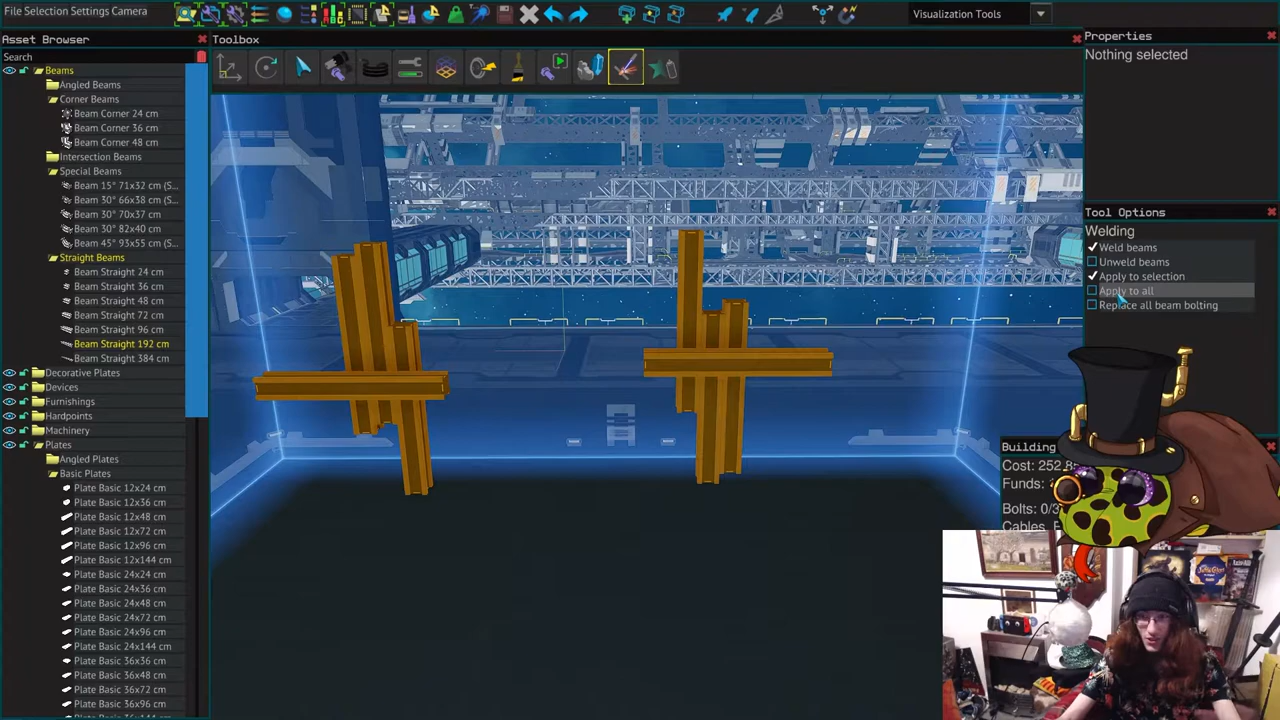 File Selection Settings Camera
Visualization Tools
Asset Browser
Search
Beams
Angled Beams
Corner Beams
Beam Corner 24 cm
Beam Corner 36 cm
Beam Corner 48 cm
Intersection Beams
Special Beams
Beam 15° 71x32 cm (S...
Beam 30° 66x38 cm (S...
Beam 30° 70x37 cm
Beam 30° 82x40 cm
Beam 45° 93x55 cm (S...
Straight Beams
Beam Straight 24 cm
Beam Straight 36 cm
Beam Straight 48 cm
Beam Straight 72 cm
Beam Straight 96 cm
Beam Straight 192 cm
Beam Straight 384 cm
Decorative Plates
Devices
Furnishings
Hardpoints
Machinery
Plates
Angled Plates
Basic Plates
Plate Basic 12x24 cm
Plate Basic 12x36 cm
Plate Basic 12x48 cm
Plate Basic 12x72 cm
Plate Basic 12x96 cm
Plate Basic 12x144 cm
Plate Basic 24x24 cm
Plate Basic 24x36 cm
Plate Basic 24x48 cm
Plate Basic 24x72 cm
Plate Basic 24x96 cm
Plate Basic 24x144 cm
Plate Basic 36x36 cm
Plate Basic 36x48 cm
Plate Basic 36x72 cm
Plate Basic 36x96 cm
Toolbox
Properties
Nothing selected
Tool Options
Welding
Weld beams
Unweld beams
Apply to selection
Apply to all
Replace all beam bolting
Building
Cost: 252,8
Funds:
Bolts: 0/3
Cables,